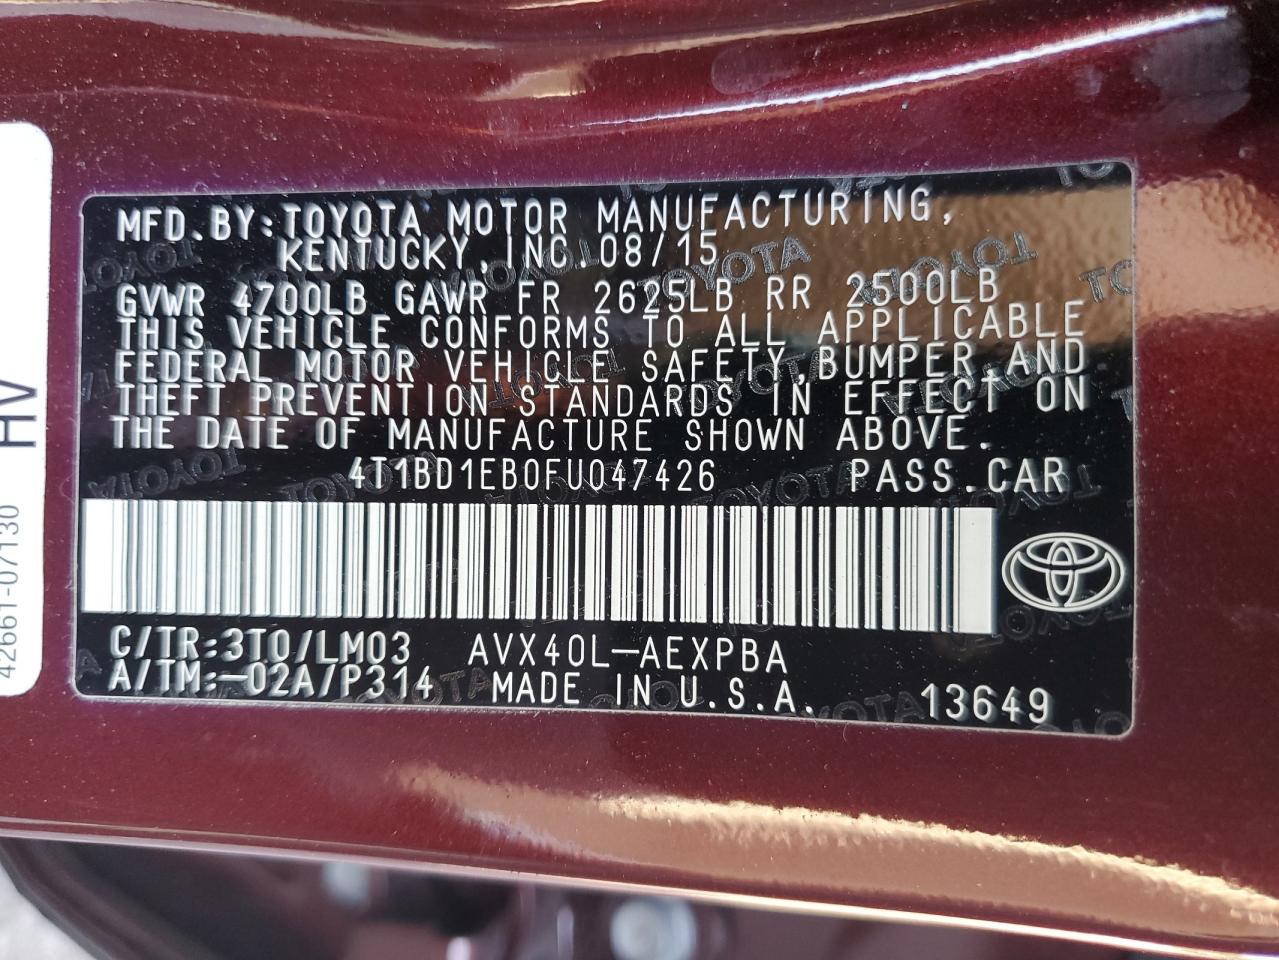 MFD.BY:TOYOTA MOTOR MANUFACTURING,
KENTUCKY,INC.08/15
GVWR 4700LB GAWR FR 2625LB RR 2500LB
THIS VEHICLE CONFORMS TO ALL APPLICABLE
FEDERAL MOTOR VEHICLE SAFETY,BUMPER,AND
THEFT PREVENTION STANDARDS IN EFFECT ON
THE DATE OF MANUFACTURE SHOWN ABOVE.
4T1BD1EB0FU047426 PASS.CAR
C/TR:3T0/LM03 AVX40L-AEXPBA
A/TM:-02A/P314 MADE IN U.S.A. 13649
HV
42661-07130